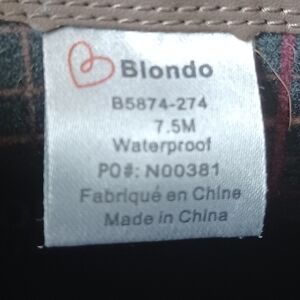 Blondo
B5874-274
7.5M
Waterproof
PO#: N00381
Fabriqué en Chine
Made in China